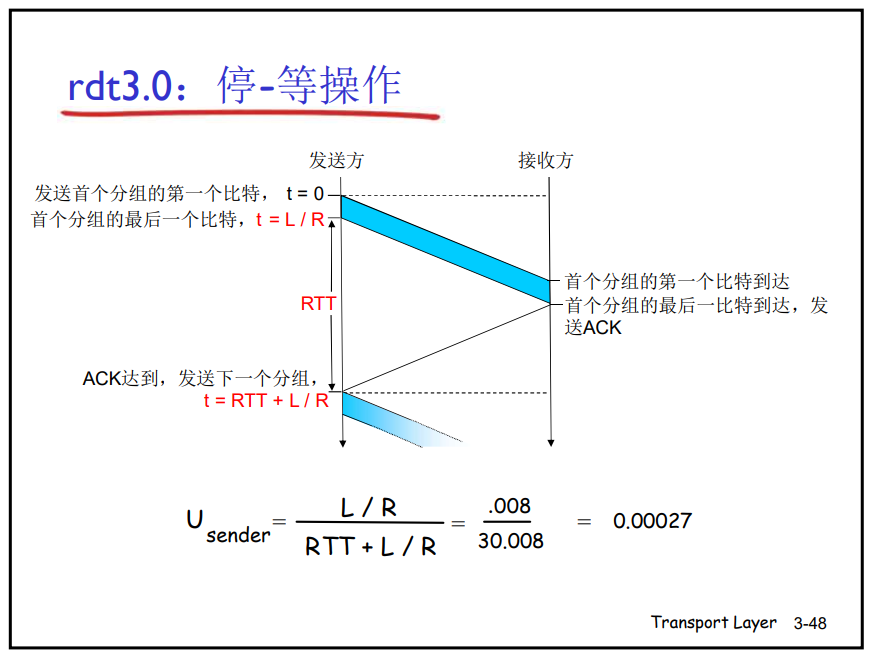 rdt3.0：停-等操作
发送方
接收方
发送首个分组的第一个比特， t = 0
首个分组的最后一个比特，t = L / R
RTT
首个分组的第一个比特到达
首个分组的最后一比特到达，发
送ACK
ACK达到，发送下一个分组，
t = RTT + L / R
U sender = L / R / RTT + L / R = .008 / 30.008 = 0.00027
Transport Layer 3-48